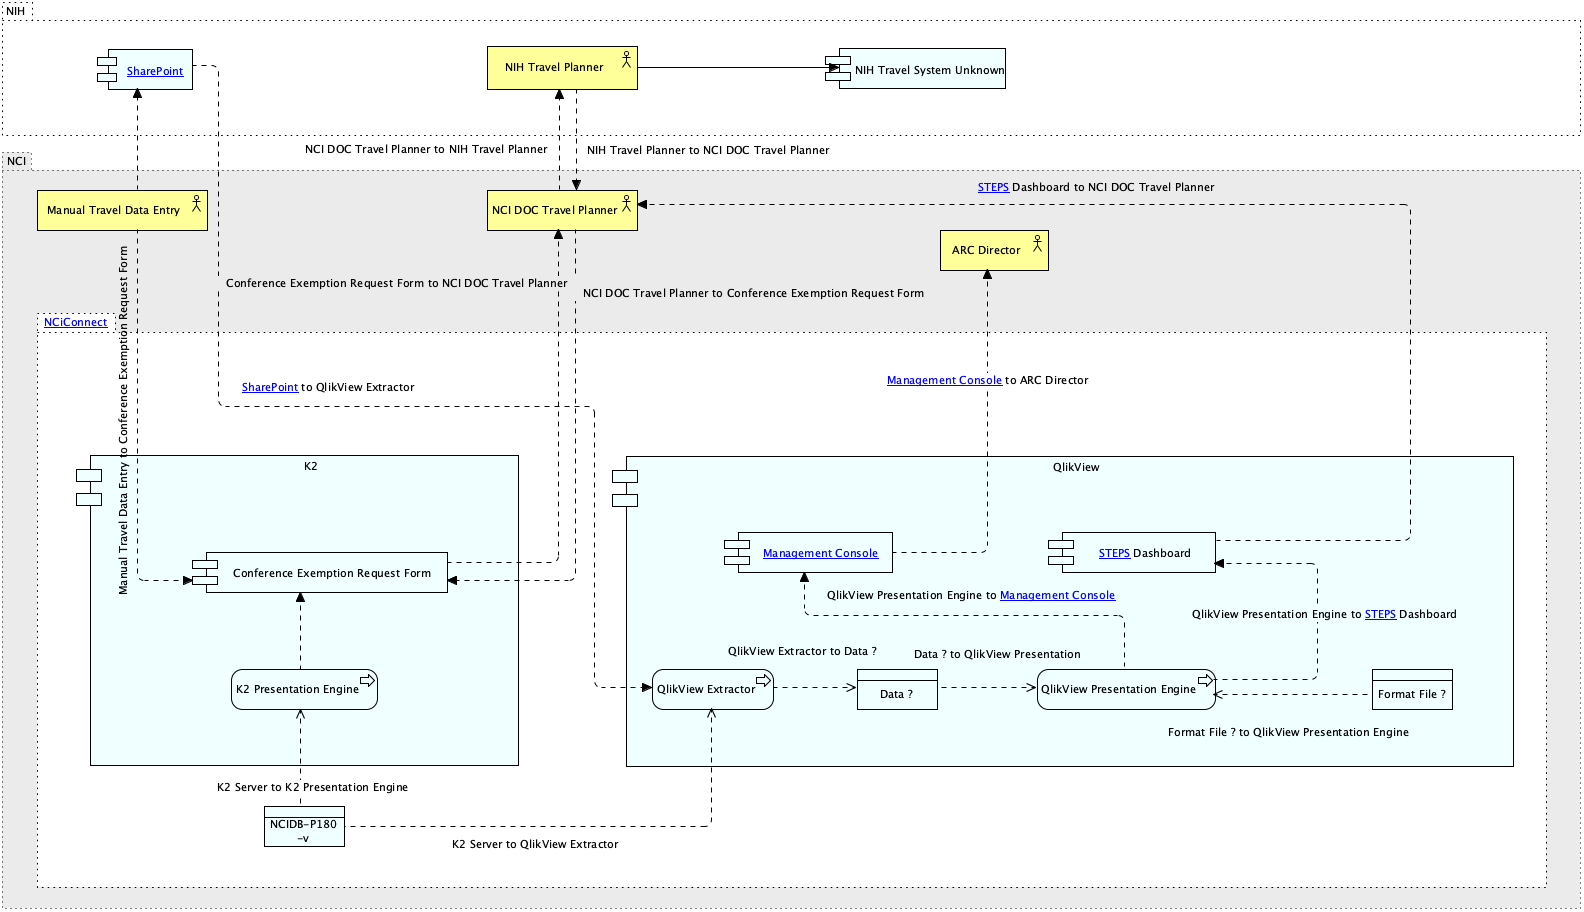 NIH
SharePoint
NIH Travel Planner
NIH Travel System Unknown
NCI DOC Travel Planner to NIH Travel Planner
NIH Travel Planner to NCI DOC Travel Planner
NCI
STEPS Dashboard to NCI DOC Travel Planner
Manual Travel Data Entry
NCI DOC Travel Planner
ARC Director
Conference Exemption Request Form to NCI DOC Travel Planner
NCI DOC Travel Planner to Conference Exemption Request Form
Manual Travel Data Entry to Conference Exemption Request Form
NCiConnect
SharePoint to QlikView Extractor
Management Console to ARC Director
K2
QlikView
Management Console
STEPS Dashboard
Conference Exemption Request Form
QlikView Presentation Engine to Management Console
QlikView Presentation Engine to STEPS Dashboard
QlikView Extractor to Data ?
Data ? to QlikView Presentation
K2 Presentation Engine
QlikView Extractor
Data ?
QlikView Presentation Engine
Format File ?
Format File ? to QlikView Presentation Engine
K2 Server to K2 Presentation Engine
NCIDB-P180
-v
K2 Server to QlikView Extractor